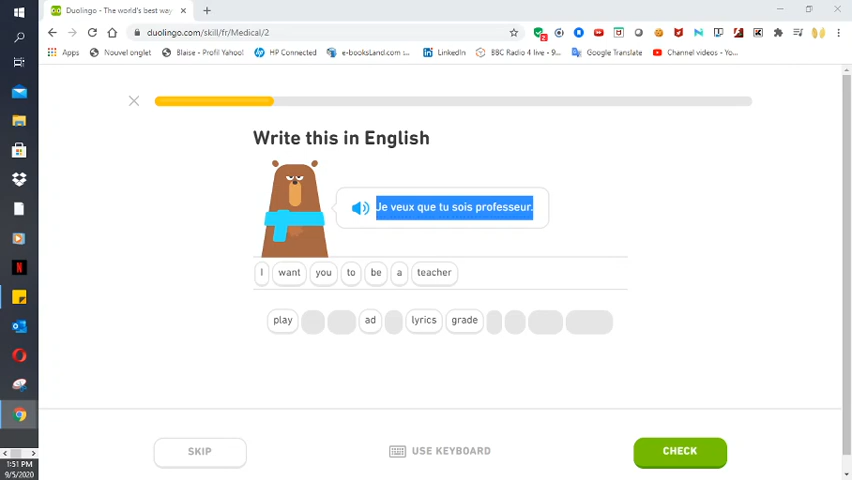 Duolingo - The world's best way
duolingo.com/skill/fr/Medical/2
Apps
Nouvel onglet
Blaise - Profil Yahoo!
HP Connected
e-booksLand.com :...
LinkedIn
BBC Radio 4 live - 9...
Google Translate
Channel videos - Yo...
Write this in English
Je veux que tu sois professeur.
I want you to be a teacher
play ad lyrics grade
SKIP
USE KEYBOARD
CHECK
1:51 PM
9/5/2020